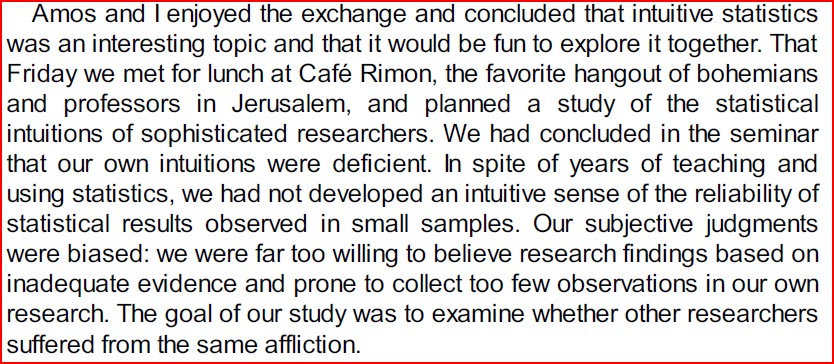 Amos and I enjoyed the exchange and concluded that intuitive statistics
was an interesting topic and that it would be fun to explore it together. That
Friday we met for lunch at Café Rimon, the favorite hangout of bohemians
and professors in Jerusalem, and planned a study of the statistical
intuitions of sophisticated researchers. We had concluded in the seminar
that our own intuitions were deficient. In spite of years of teaching and
using statistics, we had not developed an intuitive sense of the reliability of
statistical results observed in small samples. Our subjective judgments
were biased: we were far too willing to believe research findings based on
inadequate evidence and prone to collect too few observations in our own
research. The goal of our study was to examine whether other researchers
suffered from the same affliction.